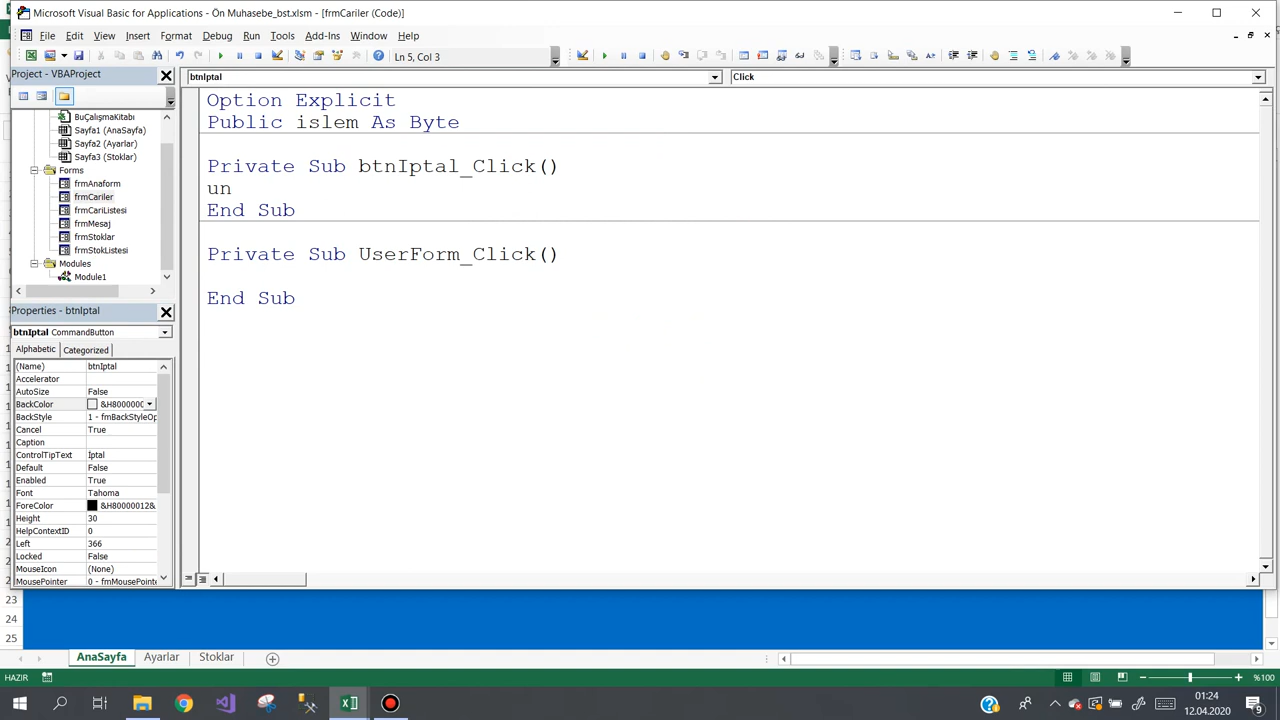 Microsoft Visual Basic for Applications - Ön Muhasebe_bst.xlsm - [frmCariler (Code)]
File Edit View Insert Format Debug Run Tools Add-Ins Window Help
Ln 5, Col 3
Project - VBAProject
BuÇalışmaKitabı
Sayfa1 (AnaSayfa)
Sayfa2 (Ayarlar)
Sayfa3 (Stoklar)
Forms
frmAnaform
frmCariler
frmCariListesi
frmMesaj
frmStoklar
frmStokListesi
Modules
Module1
Properties - btnIptal
btnIptal CommandButton
Alphabetic Categorized
(Name) btnIptal
Accelerator
AutoSize False
BackColor &H800000
BackStyle 1 - fmBackStyleOp
Cancel True
Caption
ControlTipText Iptal
Default False
Enabled True
Font Tahoma
ForeColor &H80000012&
Height 30
HelpContextID 0
Left 366
Locked False
MouseIcon (None)
MousePointer 0 - fmMousePointe
btnIptal Click
Option Explicit
Public islem As Byte
Private Sub btnIptal_Click()
un
End Sub
Private Sub UserForm_Click()
End Sub
23
24
25
AnaSayfa Ayarlar Stoklar
HAZIR
%100
01:24
12.04.2020
9